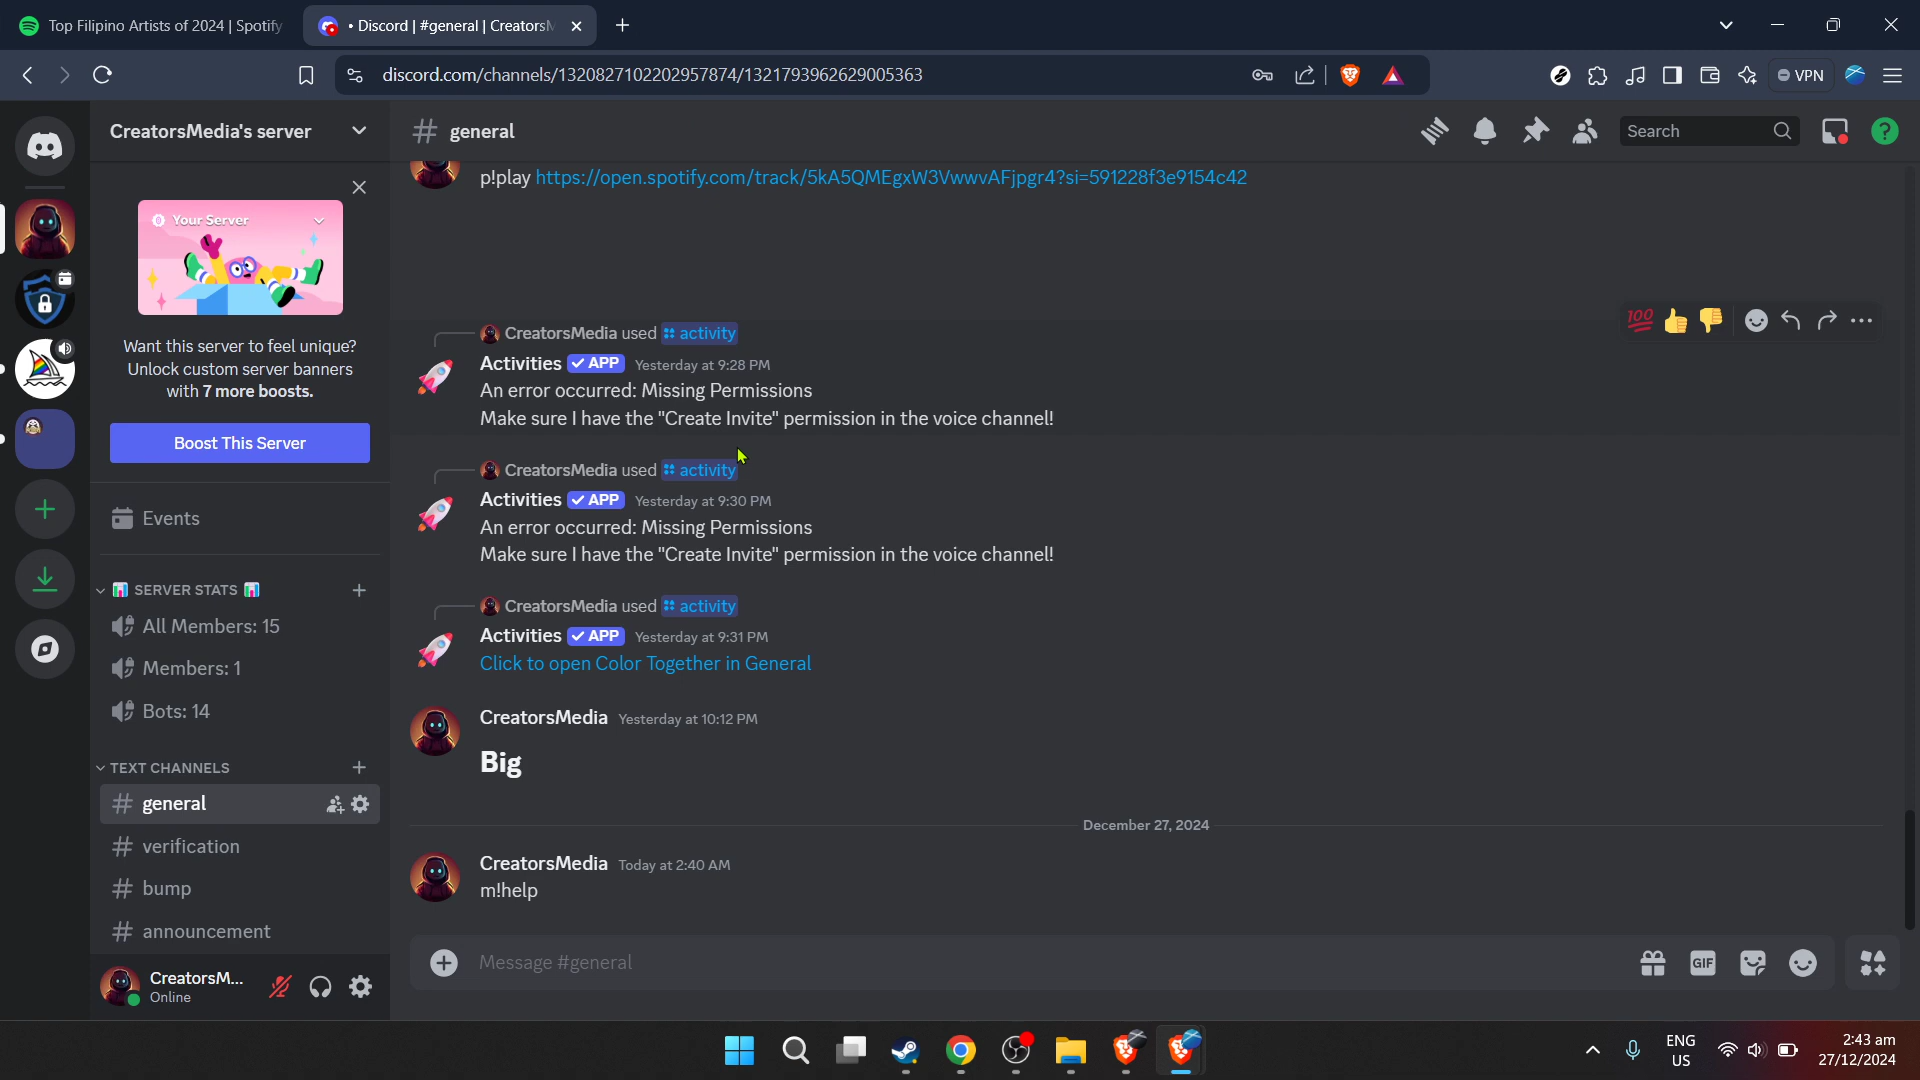 Top Filipino Artists of 2024 | Spotify
• Discord | #general | Creators
discord.com/channels/1320827102202957874/1321793962629005363
VPN
CreatorsMedia's server
general
Search
Your Server
Want this server to feel unique?
Unlock custom server banners
with 7 more boosts.
Boost This Server
Events
SERVER STATS
All Members: 15
Members: 1
Bots: 14
TEXT CHANNELS
general
verification
bump
announcement
CreatorsM...
Online
p!play https://open.spotify.com/track/5kA5QMEgxW3VwwvAFjpgr4?si=591228f3e9154c42
100
CreatorsMedia used activity
Activities APP Yesterday at 9:28 PM
An error occurred: Missing Permissions
Make sure I have the "Create Invite" permission in the voice channel!
CreatorsMedia used activity
Activities APP Yesterday at 9:30 PM
An error occurred: Missing Permissions
Make sure I have the "Create Invite" permission in the voice channel!
CreatorsMedia used activity
Activities APP Yesterday at 9:31 PM
Click to open Color Together in General
CreatorsMedia Yesterday at 10:12 PM
Big
December 27, 2024
CreatorsMedia Today at 2:40 AM
m!help
Message #general
GIF
ENG
US
2:43 am
27/12/2024